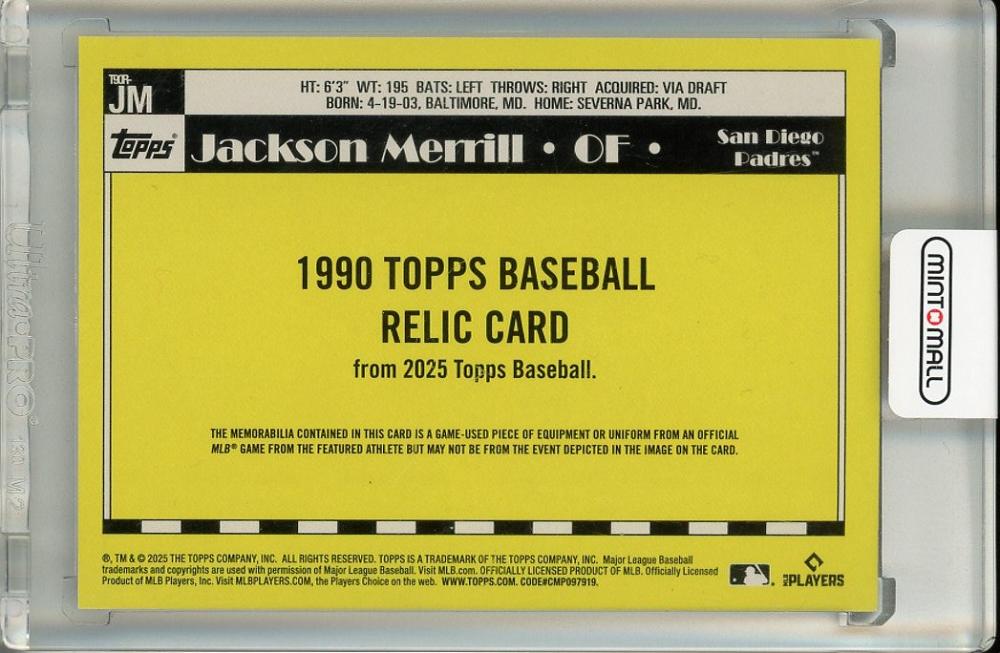 T90R-
JM
HT: 6'3" WT: 195 BATS: LEFT THROWS: RIGHT ACQUIRED: VIA DRAFT
BORN: 4-19-03, BALTIMORE, MD. HOME: SEVERNA PARK, MD.
Topps® Jackson Merrill • OF • San Diego
Padres™
1990 TOPPS BASEBALL
RELIC CARD
from 2025 Topps Baseball.
THE MEMORABILIA CONTAINED IN THIS CARD IS A GAME-USED PIECE OF EQUIPMENT OR UNIFORM FROM AN OFFICIAL
MLB® GAME FROM THE FEATURED ATHLETE BUT MAY NOT BE FROM THE EVENT DEPICTED IN THE IMAGE ON THE CARD.
®, TM & © 2025 THE TOPPS COMPANY, INC. ALL RIGHTS RESERVED. TOPPS IS A TRADEMARK OF THE TOPPS COMPANY, INC. Major League Baseball
trademarks and copyrights are used with permission of Major League Baseball. Visit MLB.com. OFFICIALLY LICENSED PRODUCT OF MLB. Officially Licensed
Product of MLB Players, Inc. Visit MLBPLAYERS.COM, the Players Choice on the web. WWW.TOPPS.COM. CODE#CMP097919.
MLB PLAYERS
MINT MALL
Ultra·PRO®